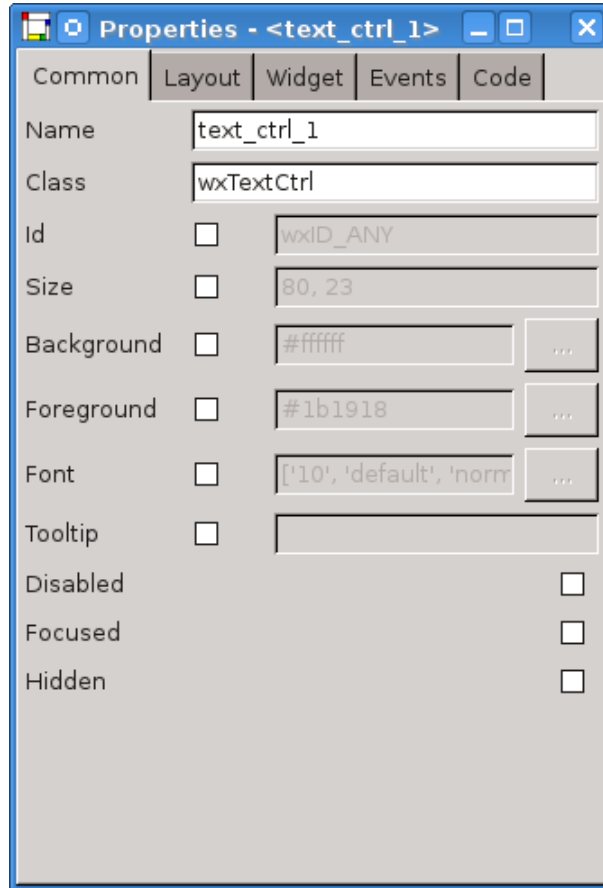 Properties - <text_ctrl_1>
Common Layout Widget Events Code
Name text_ctrl_1
Class wxTextCtrl
Id wxID_ANY
Size 80, 23
Background #ffffff ...
Foreground #1b1918 ...
Font ['10', 'default', 'norm ...
Tooltip
Disabled
Focused
Hidden